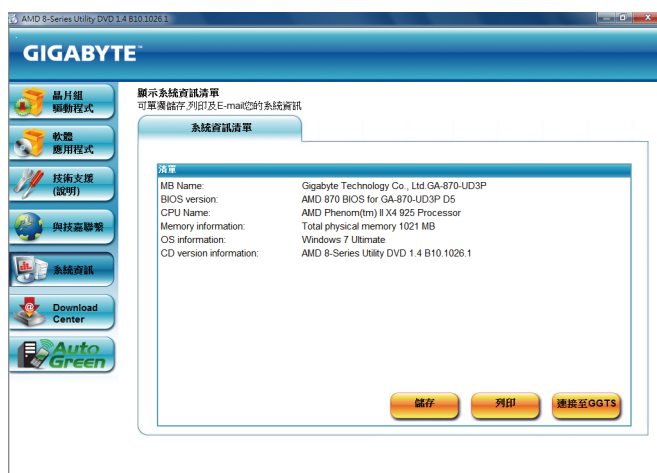 AMD 8-Series Utility DVD 1.4 B10.1026.1
GIGABYTE™
晶片組
驅動程式
軟體
應用程式
技術支援
(說明)
與技嘉聯繫
系統資訊
Download
Center
Auto
Green
顯示系統資訊清單
可單獨儲存,列印及E-mail您的系統資訊
系統資訊清單
清單
MB Name: Gigabyte Technology Co., Ltd.GA-870-UD3P
BIOS version: AMD 870 BIOS for GA-870-UD3P D5
CPU Name: AMD Phenom(tm) II X4 925 Processor
Memory information: Total physical memory 1021 MB
OS information: Windows 7 Ultimate
CD version information: AMD 8-Series Utility DVD 1.4 B10.1026.1
儲存 列印 連接至GGTS